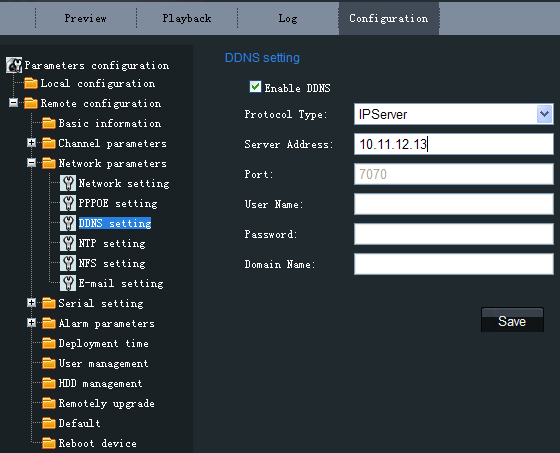 Preview Playback Log Configuration
Parameters configuration
Local configuration
Remote configuration
Basic information
Channel parameters
Network parameters
Network setting
PPPOE setting
DDNS setting
NTP setting
NFS setting
E-mail setting
Serial setting
Alarm parameters
Deployment time
User management
HDD management
Remotely upgrade
Default
Reboot device
DDNS setting
Enable DDNS
Protocol Type: IPServer
Server Address: 10.11.12.13
Port: 7070
User Name:
Password:
Domain Name:
Save